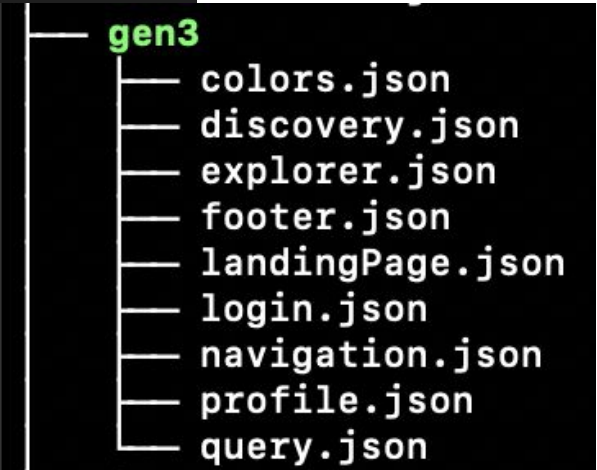 gen3
colors.json
discovery.json
explorer.json
footer.json
landingPage.json
login.json
navigation.json
profile.json
query.json